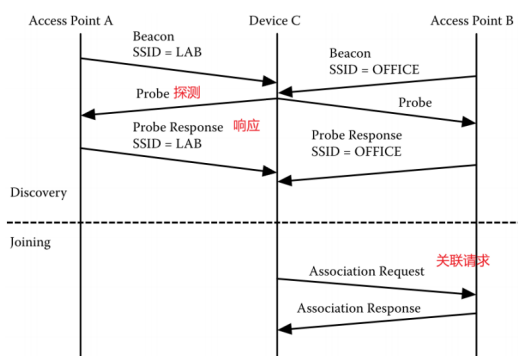 Access Point A
Device C
Access Point B
Beacon
SSID = LAB
Beacon
SSID = OFFICE
Probe 探测
Probe
Probe Response 响应
SSID = LAB
Probe Response
SSID = OFFICE
Discovery
Joining
关联请求
Association Request
Association Response